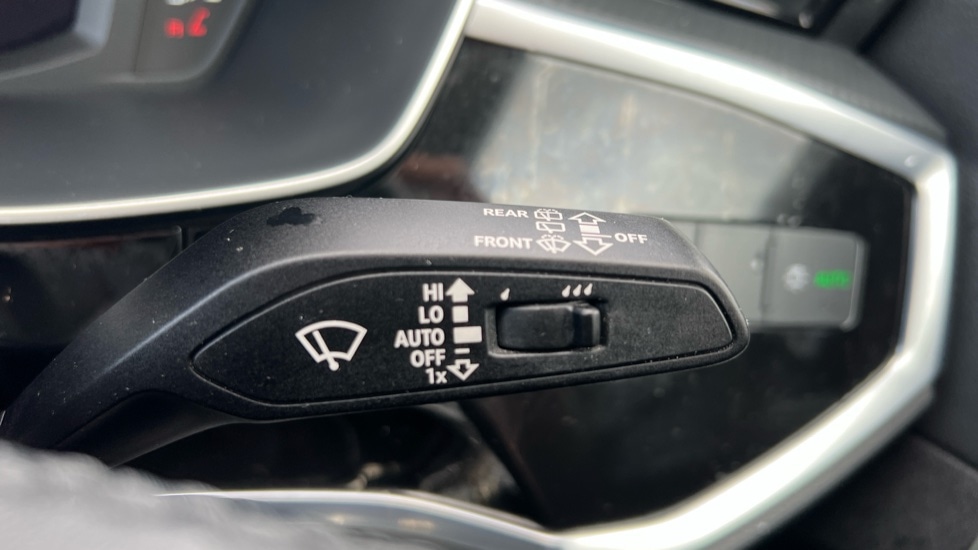 REAR
FRONT OFF
HI
LO
AUTO
OFF
1x